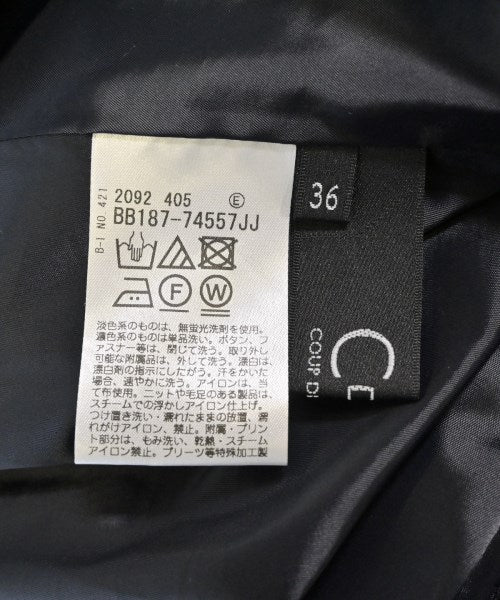 B-I NO.421
2092 405 Ⓔ
BB187-74557JJ
F W
淡色系のものは、無蛍光洗剤を使用。
濃色系のものは単品洗い。ボタン、フ
ァスナー等は、閉じて洗う。取り外し
可能な附属品は、外して洗う。漂白は、
漂白剤の指示にしたがう。汗をかいた
場合、速やかに洗う。アイロンは、当
て布使用。ニットや毛足のある製品は、
スチームでの浮かしアイロン仕上げ。
つけ置き洗い・濡れたままの放置、濡
れがけアイロン、禁止。附属・プリン
ト部分は、もみ洗い、乾燥・スチーム
アイロン禁止。プリーツ等特殊加工製
36
COUP D